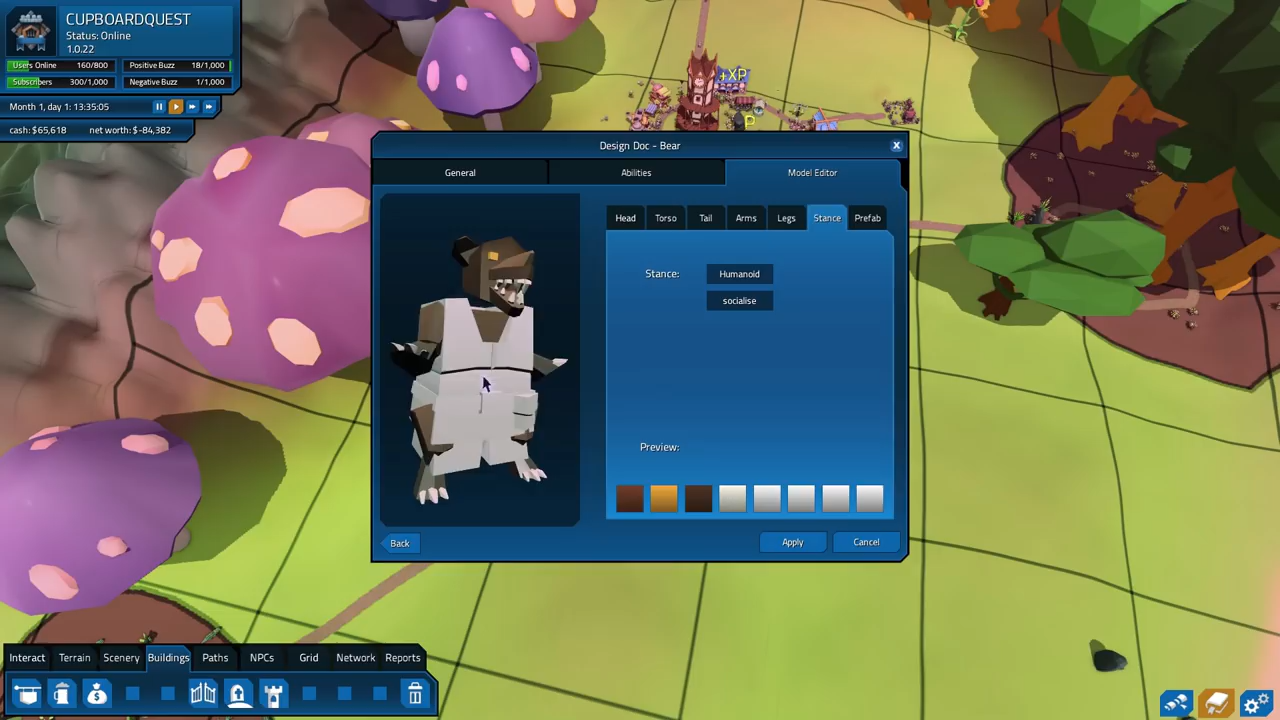 CUPBOARDQUEST
Status: Online
1.0.22
Users Online 160/800
Positive Buzz 18/1,000
Subscribers 300/1,000
Negative Buzz 1/1,000
Month 1, day 1: 13:35:05
cash: $65,618 net worth: $-84,382
+XP
P
Design Doc - Bear
X
General
Abilities
Model Editor
Head
Torso
Tail
Arms
Legs
Stance
Prefab
Stance:
Humanoid
socialise
Preview:
Back
Apply
Cancel
Interact
Terrain
Scenery
Buildings
Paths
NPCs
Grid
Network
Reports